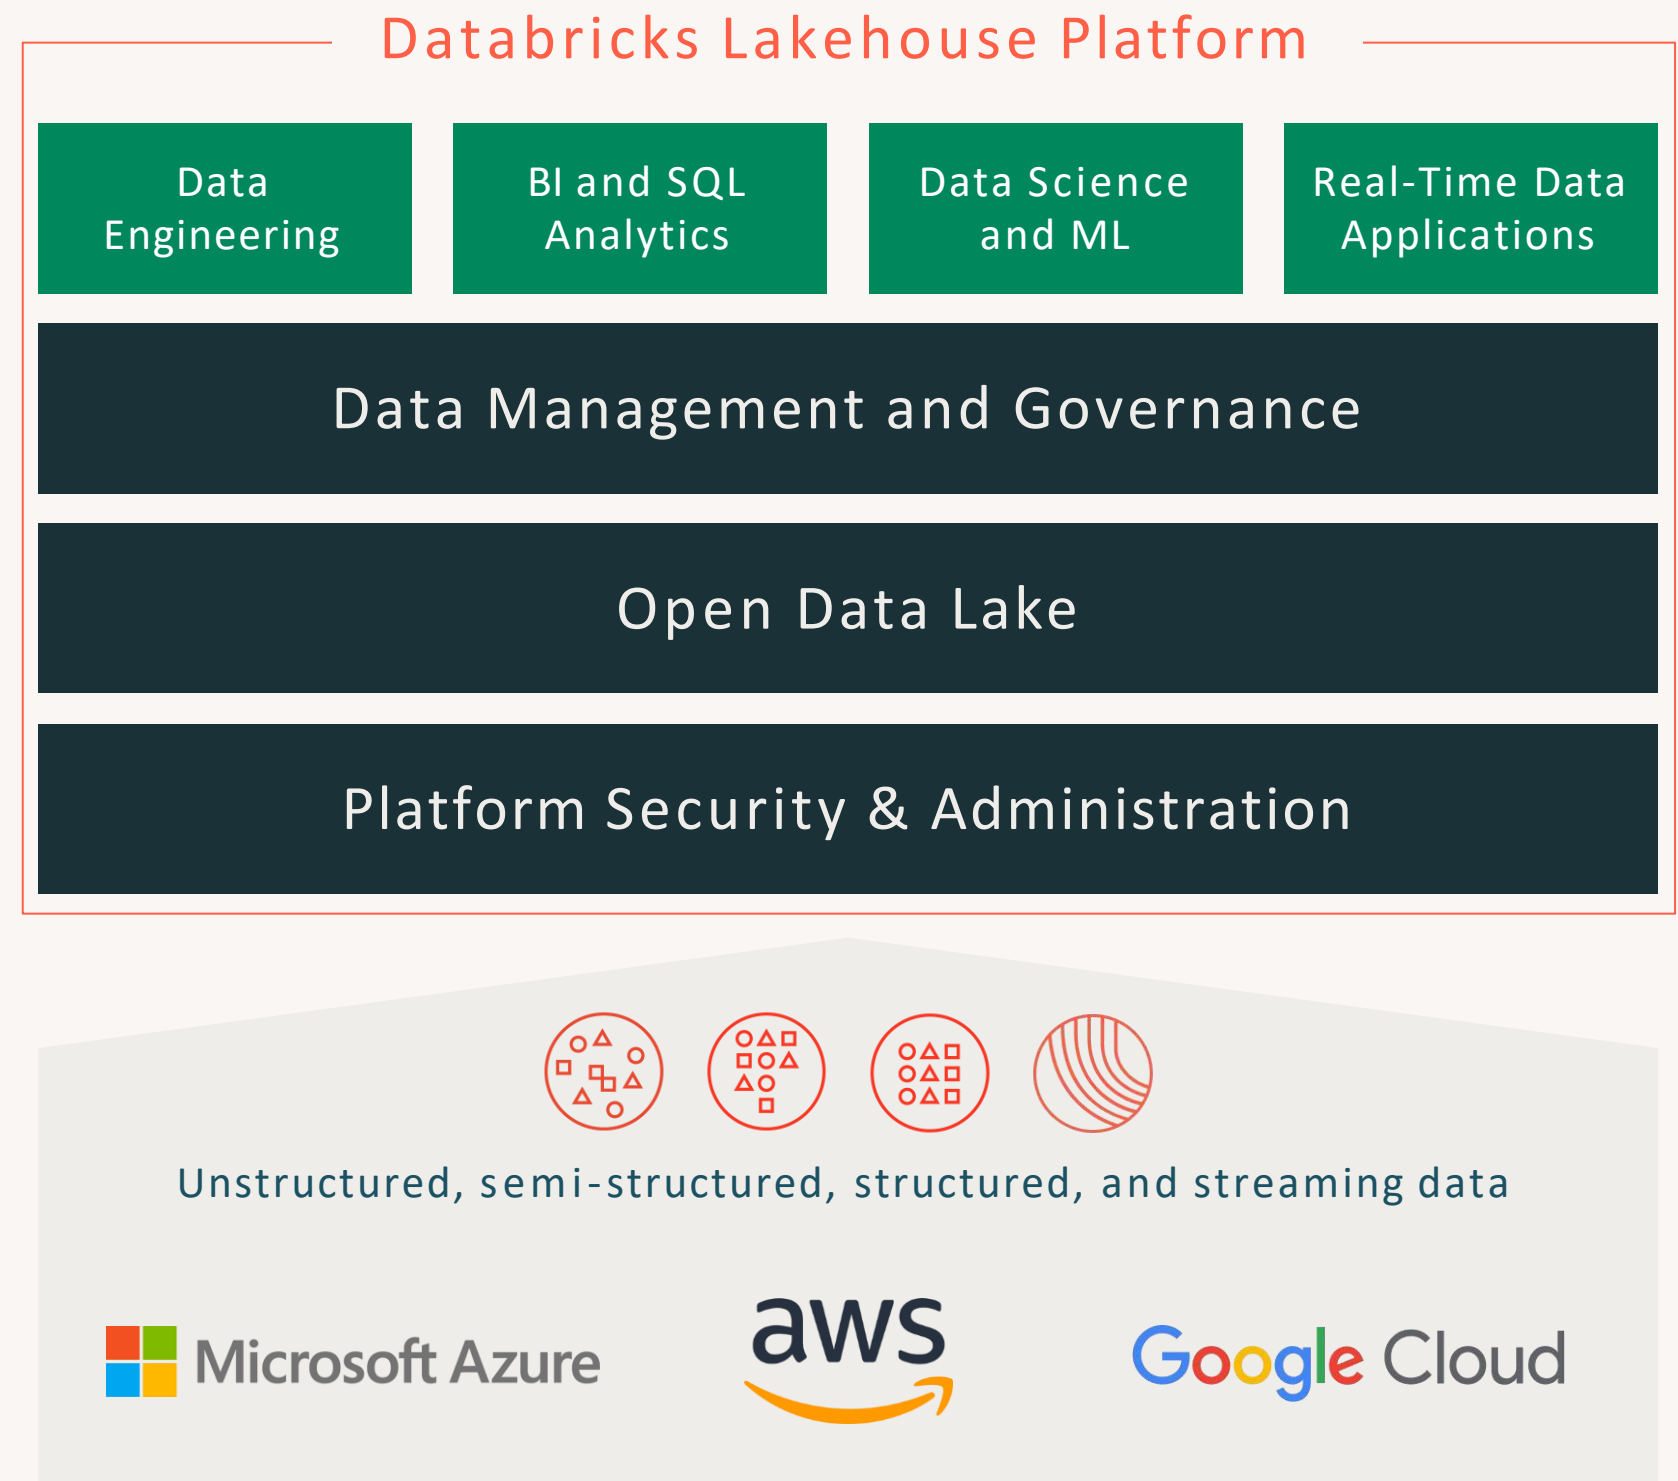 Databricks Lakehouse Platform
Data
Engineering
BI and SQL
Analytics
Data Science
and ML
Real-Time Data
Applications
Data Management and Governance
Open Data Lake
Platform Security & Administration
Unstructured, semi-structured, structured, and streaming data
Microsoft Azure
aws
Google Cloud